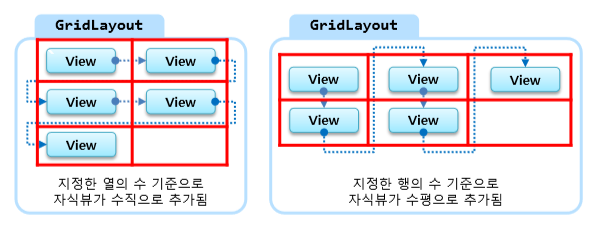 GridLayout
View View
View View
View
지정한 열의 수 기준으로
자식뷰가 수직으로 추가됨
GridLayout
View View View
View View
지정한 행의 수 기준으로
자식뷰가 수평으로 추가됨